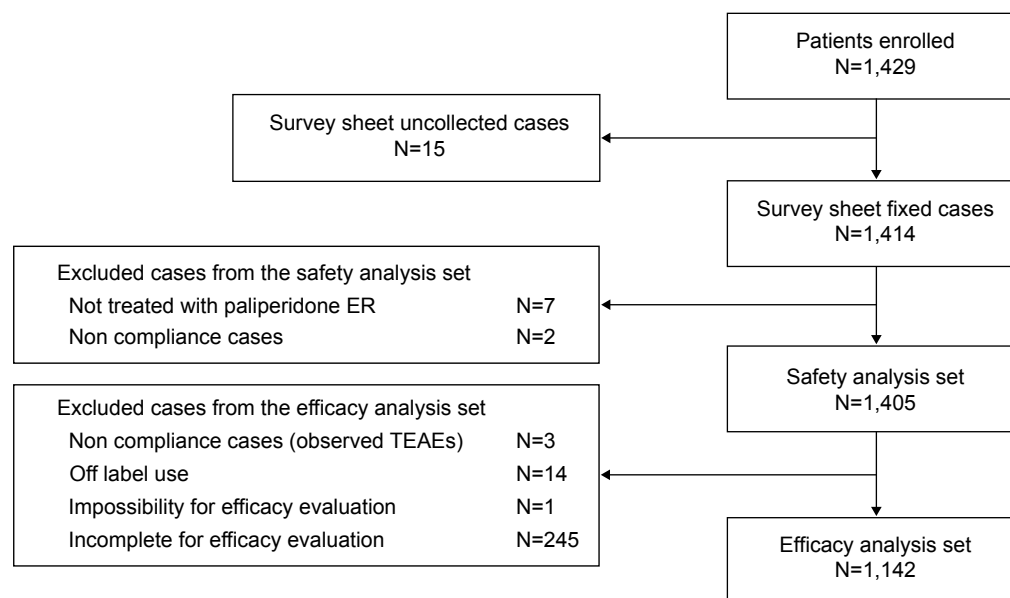 Patients enrolled
N=1,429
Survey sheet uncollected cases
N=15
Survey sheet fixed cases
N=1,414
Excluded cases from the safety analysis set
Not treated with paliperidone ER N=7
Non compliance cases N=2
Safety analysis set
N=1,405
Excluded cases from the efficacy analysis set
Non compliance cases (observed TEAEs) N=3
Off label use N=14
Impossibility for efficacy evaluation N=1
Incomplete for efficacy evaluation N=245
Efficacy analysis set
N=1,142